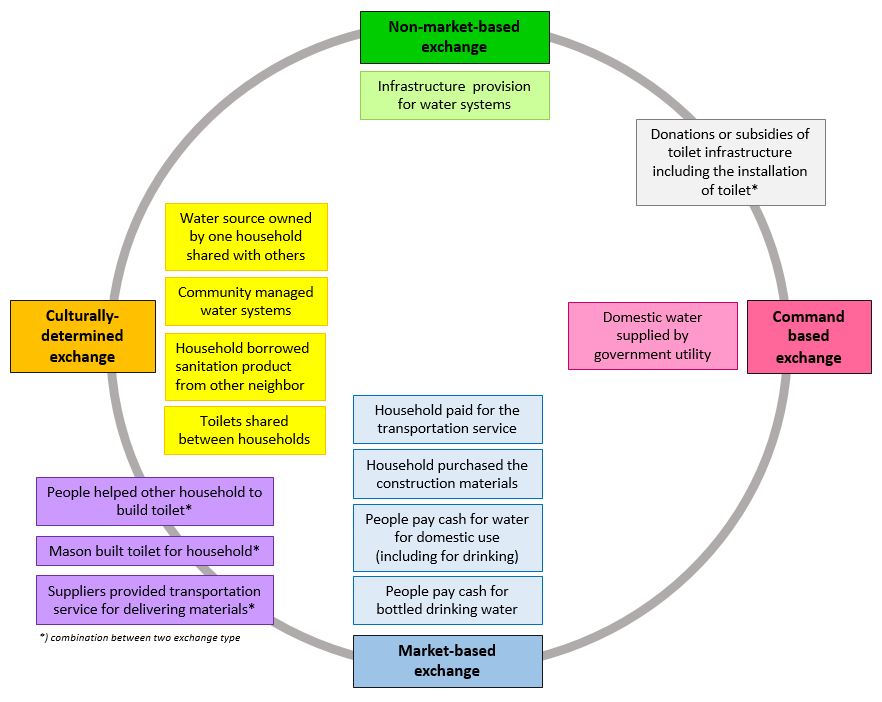 Non-market-based
exchange
Infrastructure provision
for water systems
Donations or subsidies of
toilet infrastructure
including the installation
of toilet*
Water source owned
by one household
shared with others
Community managed
water systems
Culturally-
determined
exchange
Household borrowed
sanitation product
from other neighbor
Toilets shared
between households
Domestic water
supplied by
government utility
Command
based
exchange
Household paid for the
transportation service
Household purchased the
construction materials
People pay cash for water
for domestic use
(including for drinking)
People pay cash for
bottled drinking water
People helped other household to
build toilet*
Mason built toilet for household*
Suppliers provided transportation
service for delivering materials*
*) combination between two exchange type
Market-based
exchange